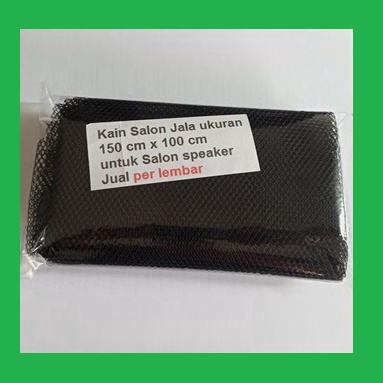 Kain Salon Jala ukuran
150 cm x 100 cm
untuk Salon speaker
Jual per lembar